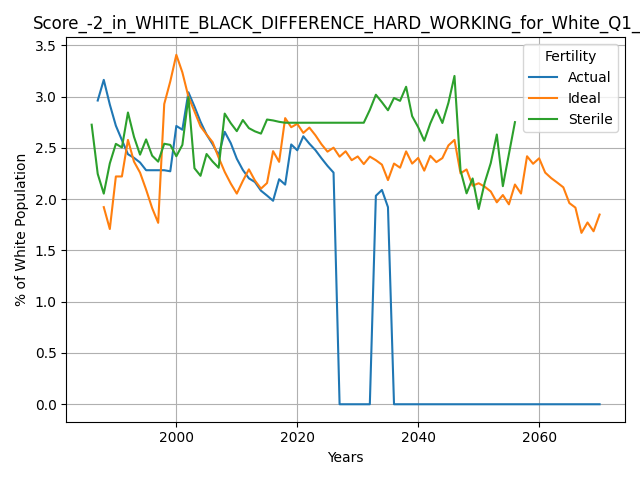 Score_-2_in_WHITE_BLACK_DIFFERENCE_HARD_WORKING_for_White_Q1_
3.5
3.0
2.5
2.0
1.5
1.0
0.5
0.0
% of White Population
Fertility
Actual
Ideal
Sterile
2000
2020
2040
2060
Years